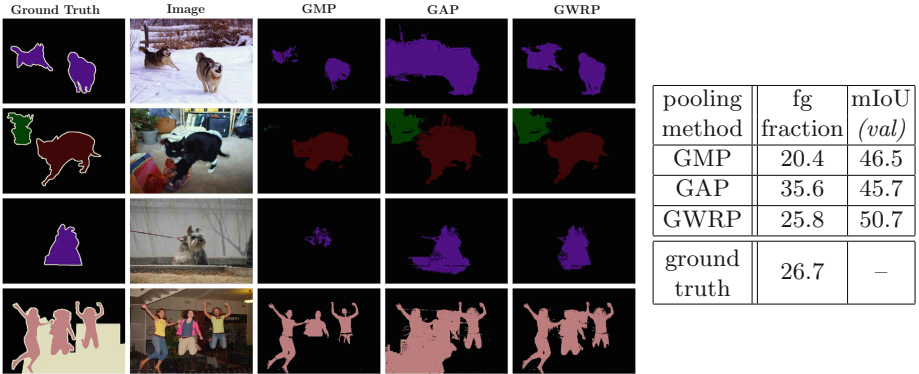 Ground Truth Image GMP GAP GWRP
pooling method fg fraction mIoU (val)
GMP 20.4 46.5
GAP 35.6 45.7
GWRP 25.8 50.7
ground truth 26.7 –